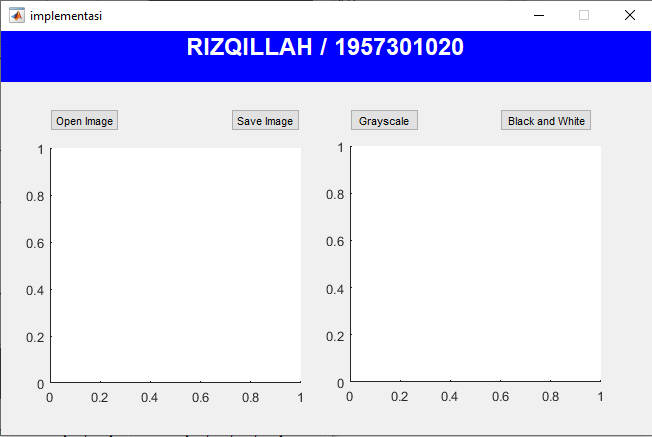 implementasi
RIZQILLAH / 1957301020
Open Image Save Image Grayscale Black and White
1 1
0.8 0.8
0.6 0.6
0.4 0.4
0.2 0.2
0 0
0 0.2 0.4 0.6 0.8 1 0 0.2 0.4 0.6 0.8 1